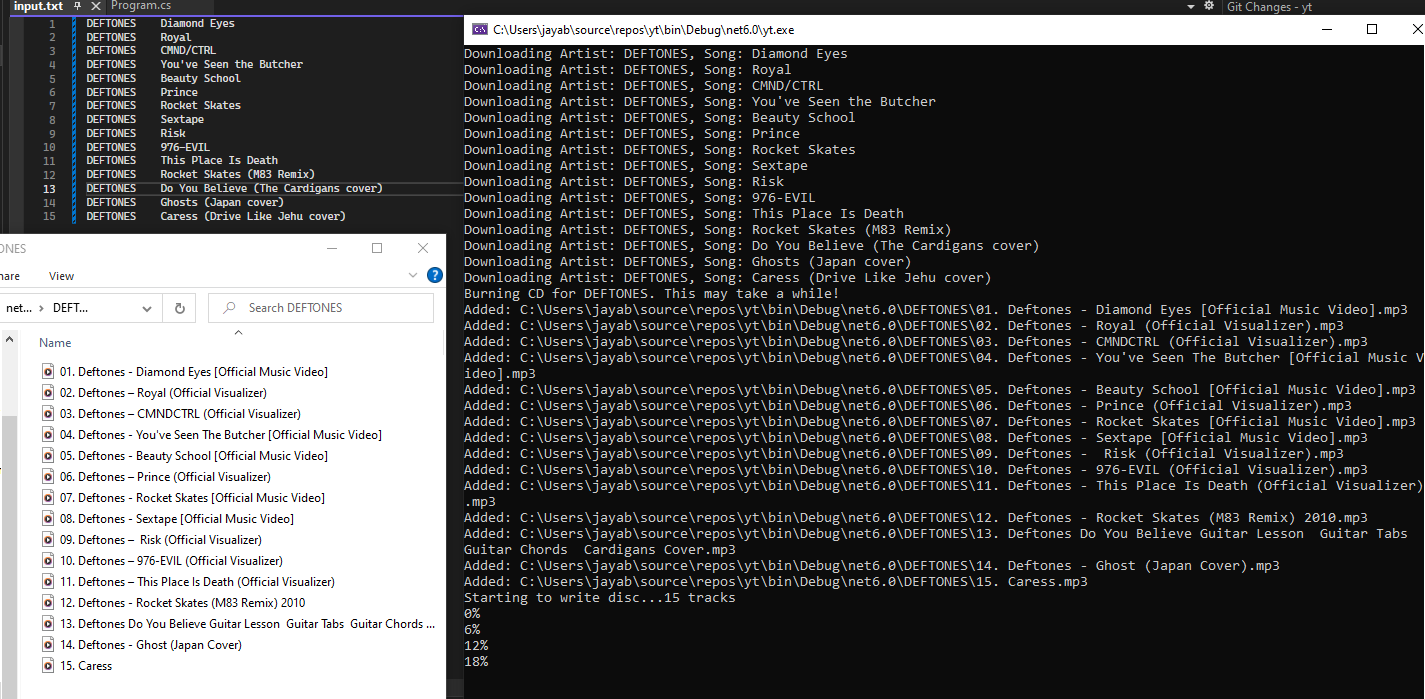 input.txt
Program.cs
Git Changes - yt
1 DEFTONES Diamond Eyes
2 DEFTONES Royal
3 DEFTONES CMND/CTRL
4 DEFTONES You've Seen the Butcher
5 DEFTONES Beauty School
6 DEFTONES Prince
7 DEFTONES Rocket Skates
8 DEFTONES Sextape
9 DEFTONES Risk
10 DEFTONES 976-EVIL
11 DEFTONES This Place Is Death
12 DEFTONES Rocket Skates (M83 Remix)
13 DEFTONES Do You Believe (The Cardigans cover)
14 DEFTONES Ghosts (Japan cover)
15 DEFTONES Caress (Drive Like Jehu cover)
ONES
hare View
?
net... › DEFT...
Search DEFTONES
Name
01. Deftones - Diamond Eyes [Official Music Video]
02. Deftones – Royal (Official Visualizer)
03. Deftones – CMNDCTRL (Official Visualizer)
04. Deftones - You've Seen The Butcher [Official Music Video]
05. Deftones - Beauty School [Official Music Video]
06. Deftones – Prince (Official Visualizer)
07. Deftones - Rocket Skates [Official Music Video]
08. Deftones - Sextape [Official Music Video]
09. Deftones –  Risk (Official Visualizer)
10. Deftones – 976-EVIL (Official Visualizer)
11. Deftones – This Place Is Death (Official Visualizer)
12. Deftones - Rocket Skates (M83 Remix) 2010
13. Deftones Do You Believe Guitar Lesson  Guitar Tabs  Guitar Chords ...
14. Deftones - Ghost (Japan Cover)
15. Caress
C:\Users\jayab\source\repos\yt\bin\Debug\net6.0\yt.exe
Downloading Artist: DEFTONES, Song: Diamond Eyes
Downloading Artist: DEFTONES, Song: Royal
Downloading Artist: DEFTONES, Song: CMND/CTRL
Downloading Artist: DEFTONES, Song: You've Seen the Butcher
Downloading Artist: DEFTONES, Song: Beauty School
Downloading Artist: DEFTONES, Song: Prince
Downloading Artist: DEFTONES, Song: Rocket Skates
Downloading Artist: DEFTONES, Song: Sextape
Downloading Artist: DEFTONES, Song: Risk
Downloading Artist: DEFTONES, Song: 976-EVIL
Downloading Artist: DEFTONES, Song: This Place Is Death
Downloading Artist: DEFTONES, Song: Rocket Skates (M83 Remix)
Downloading Artist: DEFTONES, Song: Do You Believe (The Cardigans cover)
Downloading Artist: DEFTONES, Song: Ghosts (Japan cover)
Downloading Artist: DEFTONES, Song: Caress (Drive Like Jehu cover)
Burning CD for DEFTONES. This may take a while!
Added: C:\Users\jayab\source\repos\yt\bin\Debug\net6.0\DEFTONES\01. Deftones - Diamond Eyes [Official Music Video].mp3
Added: C:\Users\jayab\source\repos\yt\bin\Debug\net6.0\DEFTONES\02. Deftones - Royal (Official Visualizer).mp3
Added: C:\Users\jayab\source\repos\yt\bin\Debug\net6.0\DEFTONES\03. Deftones - CMNDCTRL (Official Visualizer).mp3
Added: C:\Users\jayab\source\repos\yt\bin\Debug\net6.0\DEFTONES\04. Deftones - You've Seen The Butcher [Official Music V
ideo].mp3
Added: C:\Users\jayab\source\repos\yt\bin\Debug\net6.0\DEFTONES\05. Deftones - Beauty School [Official Music Video].mp3
Added: C:\Users\jayab\source\repos\yt\bin\Debug\net6.0\DEFTONES\06. Deftones - Prince (Official Visualizer).mp3
Added: C:\Users\jayab\source\repos\yt\bin\Debug\net6.0\DEFTONES\07. Deftones - Rocket Skates [Official Music Video].mp3
Added: C:\Users\jayab\source\repos\yt\bin\Debug\net6.0\DEFTONES\08. Deftones - Sextape [Official Music Video].mp3
Added: C:\Users\jayab\source\repos\yt\bin\Debug\net6.0\DEFTONES\09. Deftones -  Risk (Official Visualizer).mp3
Added: C:\Users\jayab\source\repos\yt\bin\Debug\net6.0\DEFTONES\10. Deftones - 976-EVIL (Official Visualizer).mp3
Added: C:\Users\jayab\source\repos\yt\bin\Debug\net6.0\DEFTONES\11. Deftones - This Place Is Death (Official Visualizer)
.mp3
Added: C:\Users\jayab\source\repos\yt\bin\Debug\net6.0\DEFTONES\12. Deftones - Rocket Skates (M83 Remix) 2010.mp3
Added: C:\Users\jayab\source\repos\yt\bin\Debug\net6.0\DEFTONES\13. Deftones Do You Believe Guitar Lesson  Guitar Tabs
Guitar Chords  Cardigans Cover.mp3
Added: C:\Users\jayab\source\repos\yt\bin\Debug\net6.0\DEFTONES\14. Deftones - Ghost (Japan Cover).mp3
Added: C:\Users\jayab\source\repos\yt\bin\Debug\net6.0\DEFTONES\15. Caress.mp3
Starting to write disc...15 tracks
0%
6%
12%
18%